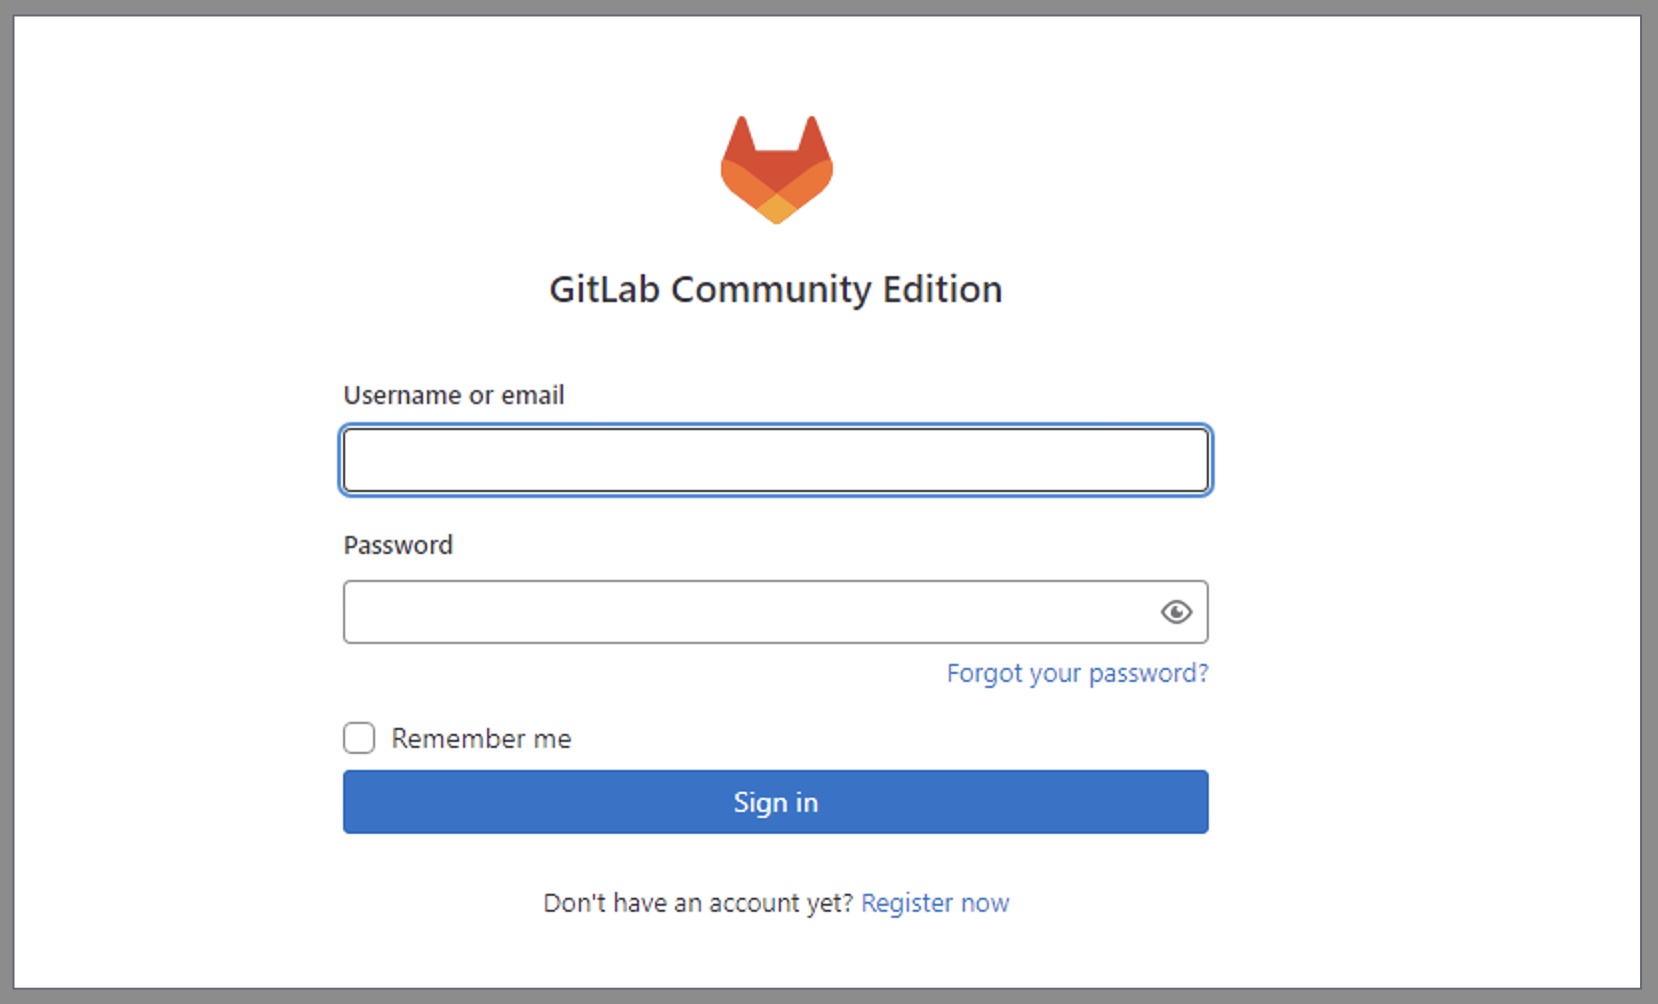 GitLab Community Edition
Username or email
Password
Forgot your password?
Remember me
Sign in
Don't have an account yet? Register now